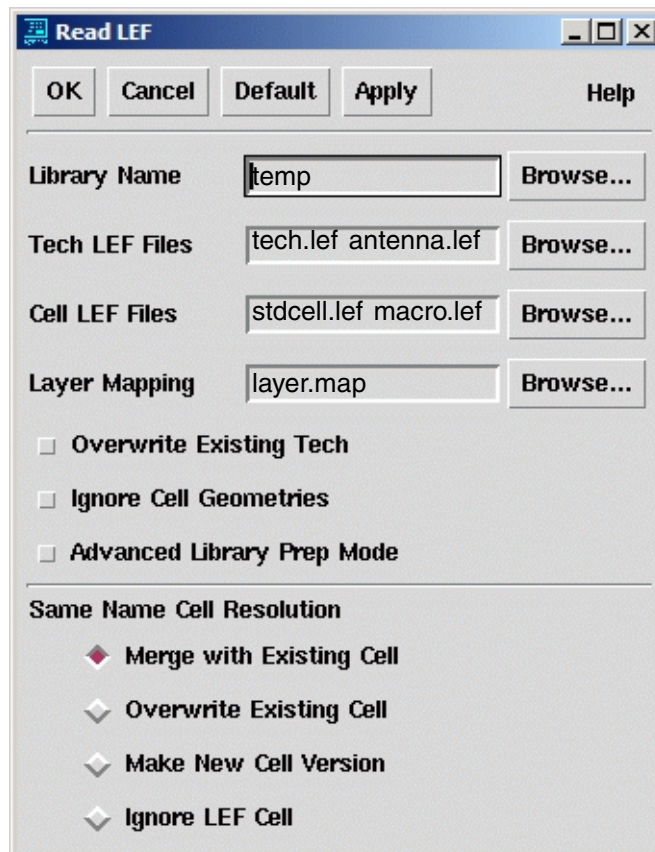 Read LEF
OK Cancel Default Apply Help
Library Name temp Browse...
Tech LEF Files tech.lef antenna.lef Browse...
Cell LEF Files stdcell.lef macro.lef Browse...
Layer Mapping layer.map Browse...
Overwrite Existing Tech
Ignore Cell Geometries
Advanced Library Prep Mode
Same Name Cell Resolution
Merge with Existing Cell
Overwrite Existing Cell
Make New Cell Version
Ignore LEF Cell